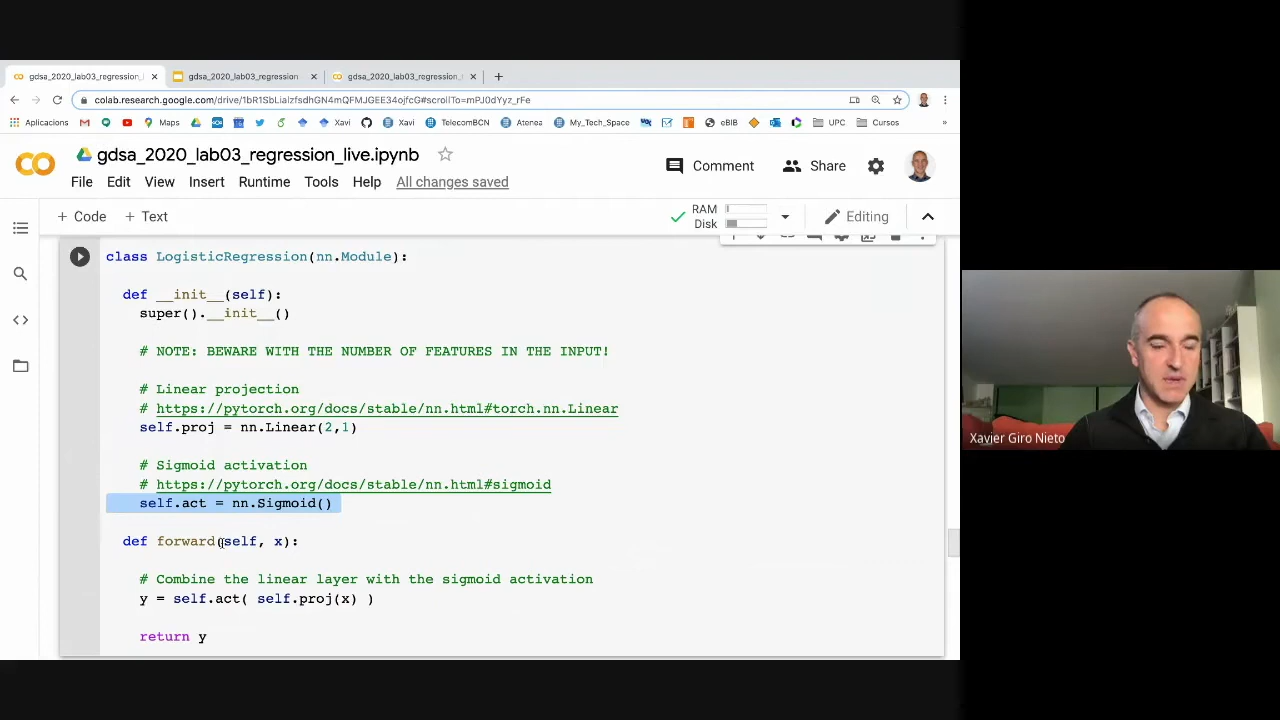 gdsa_2020_lab03_regression_l
gdsa_2020_lab03_regression
gdsa_2020_lab03_regression_
colab.research.google.com/drive/1bR1SbLiaIzfsdhGN4mQFMJGEE34ojfcG#scrollTo=mPJ0dYyz_rFe
Aplicacions
Maps
Xavi
Xavi
TelecomBCN
Atenea
My_Tech_Space
eBIB
UPC
Cursos
»
CO
gdsa_2020_lab03_regression_live.ipynb
Comment
Share
File Edit View Insert Runtime Tools Help All changes saved
+ Code + Text
RAM
Disk
Editing
class LogisticRegression(nn.Module):
def __init__(self):
super().__init__()
# NOTE: BEWARE WITH THE NUMBER OF FEATURES IN THE INPUT!
# Linear projection
# https://pytorch.org/docs/stable/nn.html#torch.nn.Linear
self.proj = nn.Linear(2,1)
# Sigmoid activation
# https://pytorch.org/docs/stable/nn.html#sigmoid
self.act = nn.Sigmoid()
def forward(self, x):
# Combine the linear layer with the sigmoid activation
y = self.act( self.proj(x) )
return y
Xavier Giro Nieto